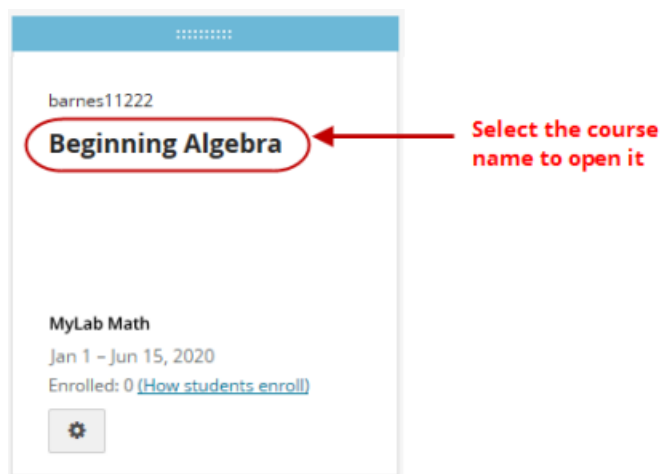 barnes11222
Beginning Algebra
Select the course
name to open it
MyLab Math
Jan 1 – Jun 15, 2020
Enrolled: 0 (How students enroll)